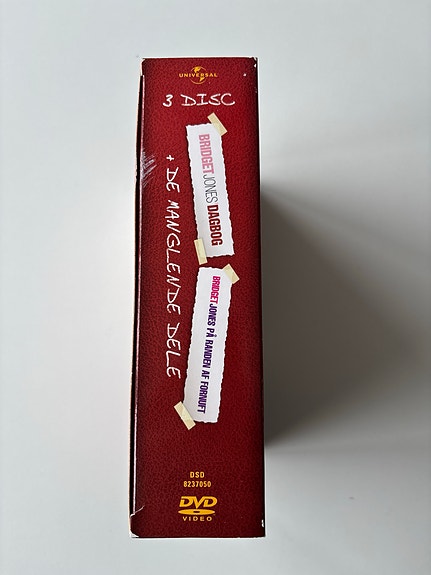 UNIVERSAL
3 DISC
BRIDGET JONES DAGBOG
BRIDGET JONES PÅ RANDEN AF FORNUFT
+ DE MANGLENDE DELE
DSD
8237050
DVD
VIDEO